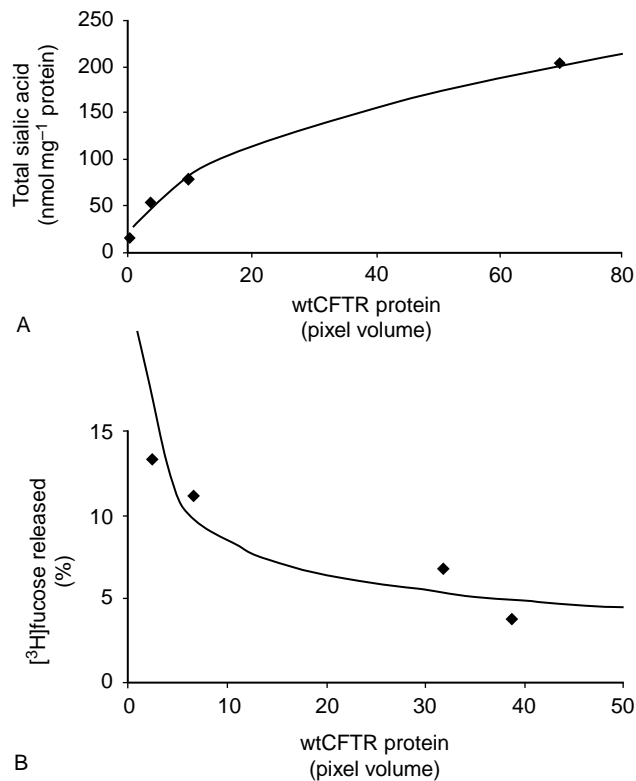 250
200
150
100
50
0
Total sialic acid
(nmol mg⁻¹ protein)
0 20 40 60 80
wtCFTR protein
(pixel volume)
A
15
10
5
0
[³H]fucose released
(%)
0 10 20 30 40 50
wtCFTR protein
(pixel volume)
B